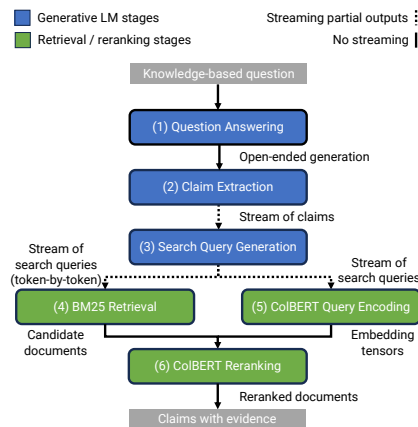 Generative LM stages
Streaming partial outputs
Retrieval / reranking stages
No streaming
Knowledge-based question
(1) Question Answering
Open-ended generation
(2) Claim Extraction
Stream of claims
(3) Search Query Generation
Stream of
search queries
(token-by-token)
Stream of
search queries
(4) BM25 Retrieval
(5) ColBERT Query Encoding
Candidate
documents
Embedding
tensors
(6) ColBERT Reranking
Reranked documents
Claims with evidence